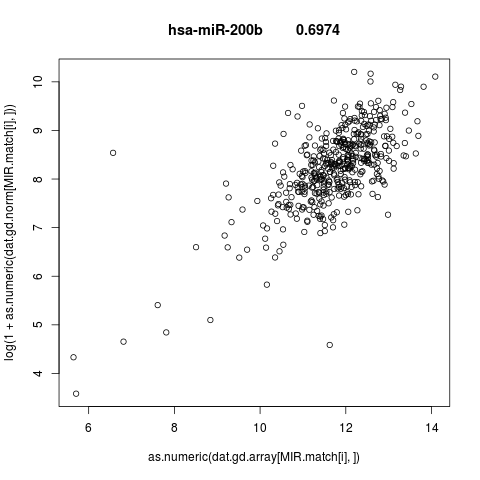 hsa-miR-200b 0.6974
log(1 + as.numeric(dat.gd.norm[MIR.match[i], ]))
10
9
8
7
6
5
4
6 8 10 12 14
as.numeric(dat.gd.array[MIR.match[i], ])